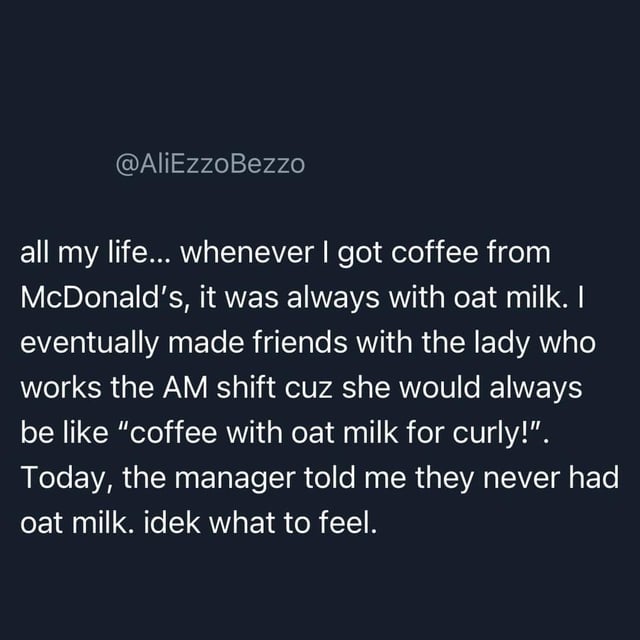 @AliEzzoBezzo
all my life... whenever I got coffee from
McDonald's, it was always with oat milk. I
eventually made friends with the lady who
works the AM shift cuz she would always
be like “coffee with oat milk for curly!”.
Today, the manager told me they never had
oat milk. idek what to feel.